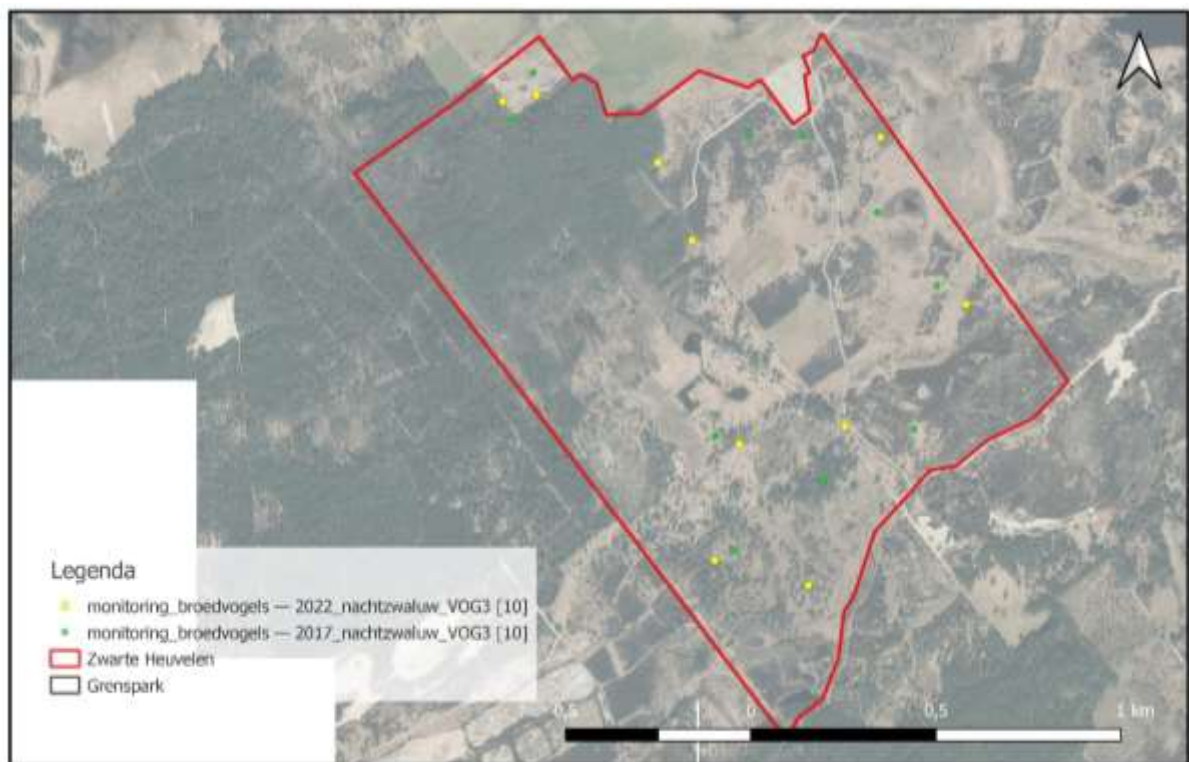 Legenda
monitoring_broedvogels — 2022_nachtzwaluw_VOG3 [10]
monitoring_broedvogels — 2017_nachtzwaluw_VOG3 [10]
Zwarte Heuvelen
Grenspark
0,5 0 0,5 1 km